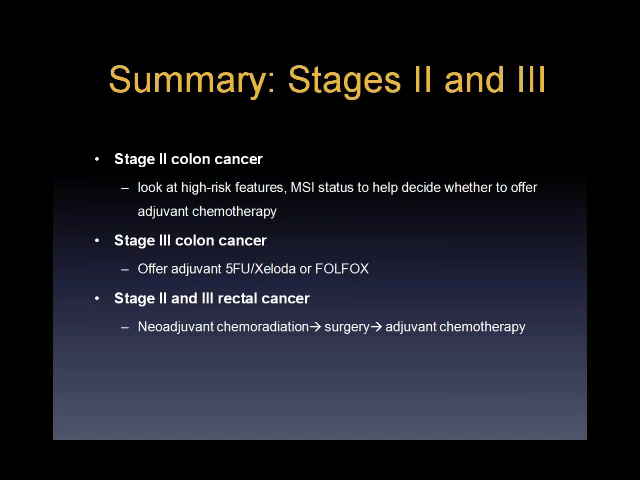 Summary: Stages II and III
• Stage II colon cancer
– look at high-risk features, MSI status to help decide whether to offer
adjuvant chemotherapy
• Stage III colon cancer
– Offer adjuvant 5FU/Xeloda or FOLFOX
• Stage II and III rectal cancer
– Neoadjuvant chemoradiation→ surgery→ adjuvant chemotherapy